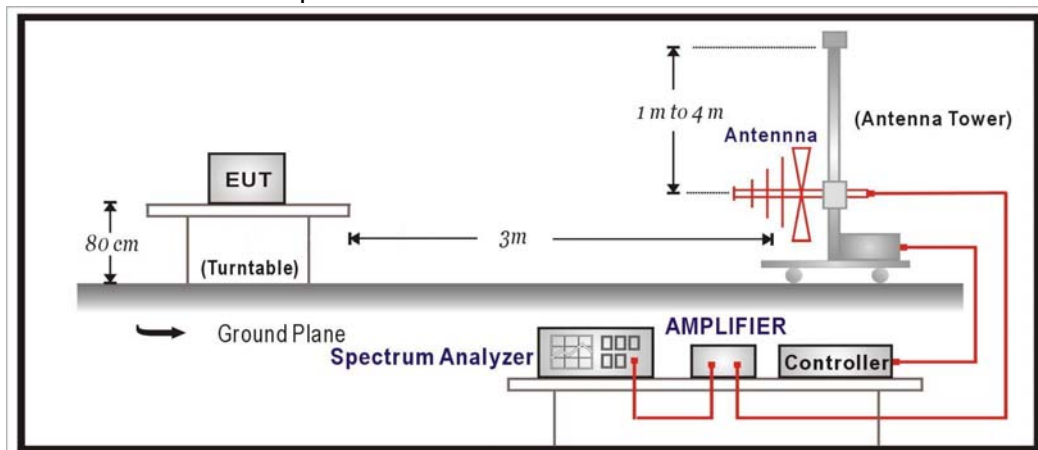 1 m to 4 m
(Antenna Tower)
Antennna
EUT
80 cm
3m
(Turntable)
Ground Plane
AMPLIFIER
Spectrum Analyzer
Controller